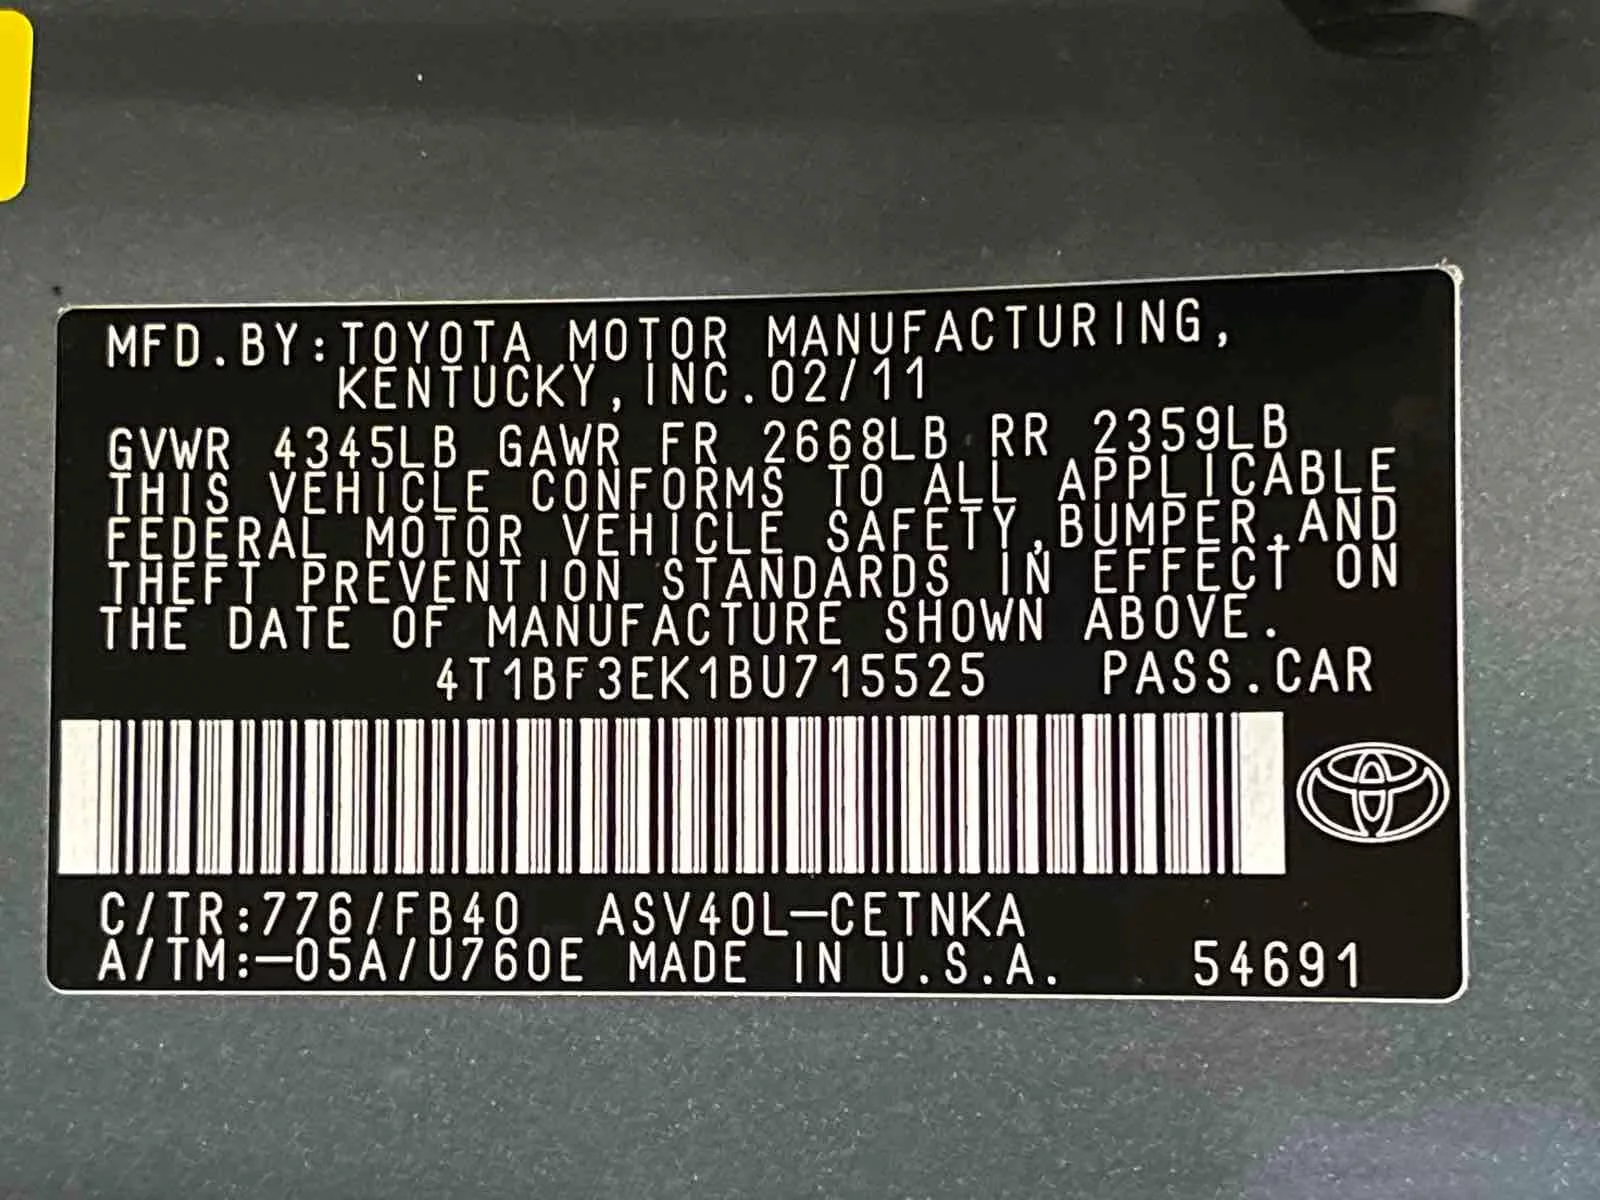 MFD.BY:TOYOTA MOTOR MANUFACTURING,
KENTUCKY,INC.02/11
GVWR 4345LB GAWR FR 2668LB RR 2359LB
THIS VEHICLE CONFORMS TO ALL APPLICABLE
FEDERAL MOTOR VEHICLE SAFETY,BUMPER,AND
THEFT PREVENTION STANDARDS IN EFFECT ON
THE DATE OF MANUFACTURE SHOWN ABOVE.
4T1BF3EK1BU715525 PASS.CAR
C/TR:776/FB40 ASV40L-CETNKA
A/TM:-05A/U760E MADE IN U.S.A. 54691